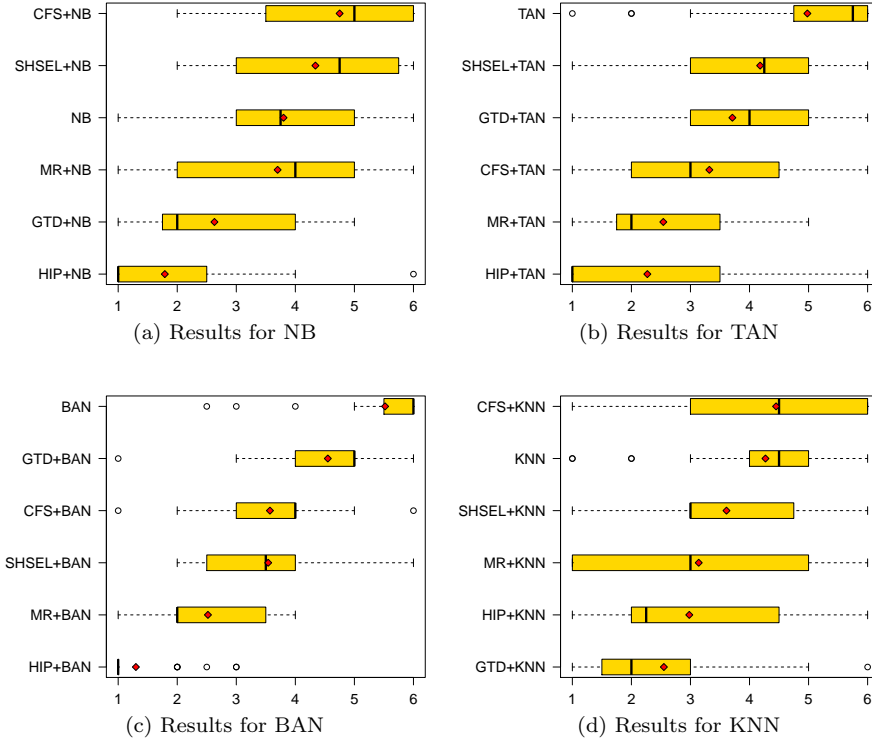 CFS+NB
SHSEL+NB
NB
MR+NB
GTD+NB
HIP+NB
1 2 3 4 5 6
(a) Results for NB
TAN
SHSEL+TAN
GTD+TAN
CFS+TAN
MR+TAN
HIP+TAN
1 2 3 4 5 6
(b) Results for TAN
BAN
GTD+BAN
CFS+BAN
SHSEL+BAN
MR+BAN
HIP+BAN
1 2 3 4 5 6
(c) Results for BAN
CFS+KNN
KNN
SHSEL+KNN
MR+KNN
HIP+KNN
GTD+KNN
1 2 3 4 5 6
(d) Results for KNN